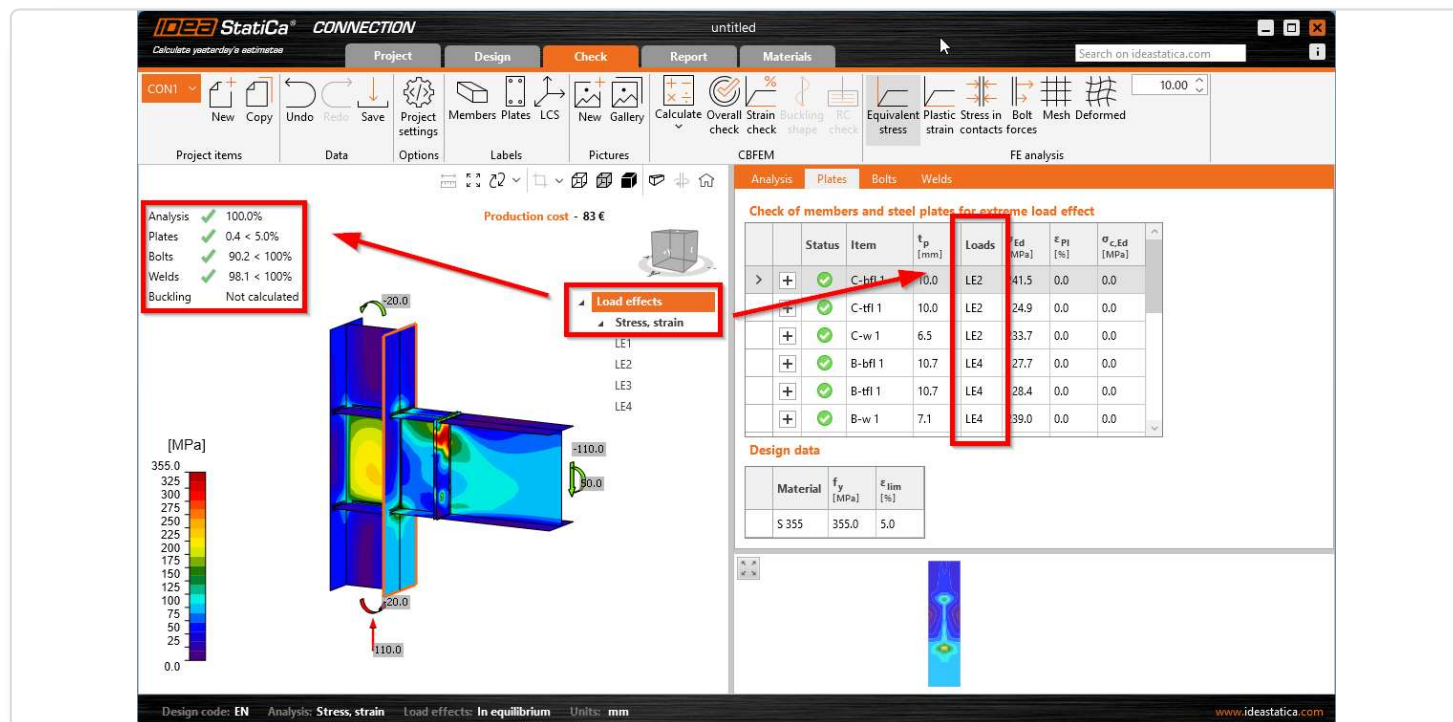 IDEA StatiCa® CONNECTION
untitled
Calculate yesterday's estimates
Project Design Check Report Materials
Search on ideastatica.com
i
CON1
New Copy Undo Redo Save Project settings Members Plates LCS New Gallery Calculate Overall check Strain check Buckling shape RC check Equivalent stress Plastic strain Stress in contacts Bolt forces Mesh Deformed 10.00
Project items Data Options Labels Pictures CBFEM FE analysis
Analysis 100.0%
Plates 0.4 < 5.0%
Bolts 90.2 < 100%
Welds 98.1 < 100%
Buckling Not calculated
Production cost - 83 €
Load effects
Stress, strain
LE1
LE2
LE3
LE4
-20.0
-110.0
50.0
-20.0
110.0
[MPa]
355.0
325
300
275
250
225
200
175
150
125
100
75
50
25
0.0
Analysis Plates Bolts Welds
Check of members and steel plates for extreme load effect
Status Item tp [mm] Loads Ed [MPa] εPl [%] σc,Ed [MPa]
> + C-bfl 1 10.0 LE2 241.5 0.0 0.0
+ C-tfl 1 10.0 LE2 24.9 0.0 0.0
+ C-w 1 6.5 LE2 233.7 0.0 0.0
+ B-bfl 1 10.7 LE4 27.7 0.0 0.0
+ B-tfl 1 10.7 LE4 28.4 0.0 0.0
+ B-w 1 7.1 LE4 239.0 0.0 0.0
Design data
Material fy [MPa] εlim [%]
S 355 355.0 5.0
Design code: EN Analysis: Stress, strain Load effects: In equilibrium Units: mm
www.ideastatica.com